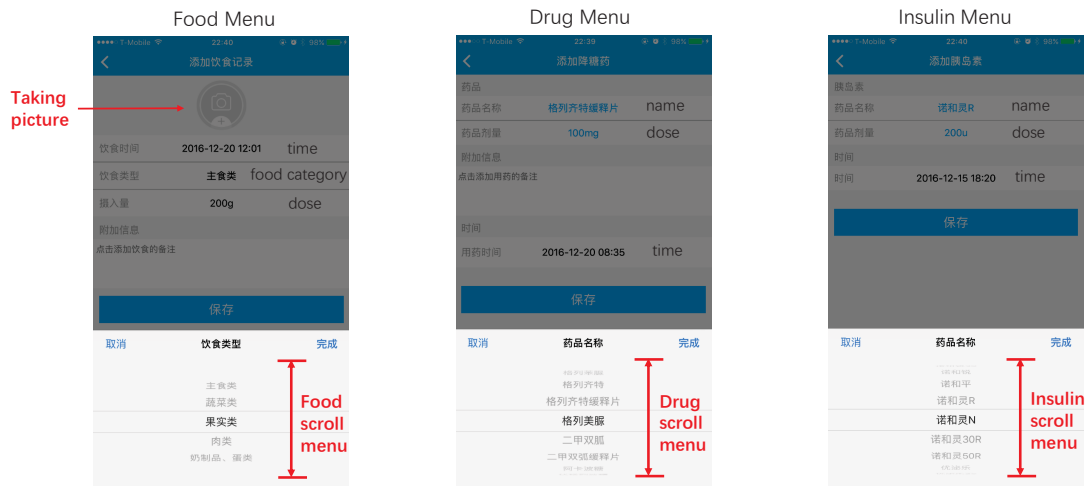 Food Menu
Drug Menu
Insulin Menu
T-Mobile 22:40 98%
添加饮食记录
Taking
picture
饮食时间 2016-12-20 12:01 time
饮食类型 主食类 food category
摄入量 200g dose
附加信息
点击添加饮食的备注
保存
取消 饮食类型 完成
主食类
蔬菜类
果实类
肉类
奶制品、蛋类
Food
scroll
menu
T-Mobile 22:39 98%
添加降糖药
药品
药品名称 格列齐特缓释片 name
药品剂量 100mg dose
附加信息
点击添加用药的备注
时间
用药时间 2016-12-20 08:35 time
保存
取消 药品名称 完成
格列齐特
格列齐特缓释片
格列美脲
二甲双胍
二甲双弧缓释片
Drug
scroll
menu
T-Mobile 22:40 98%
添加胰岛素
胰岛素
药品名称 诺和灵R name
药品剂量 200u dose
时间
时间 2016-12-15 18:20 time
保存
取消 药品名称 完成
诺和平
诺和灵R
诺和灵N
诺和灵30R
诺和灵50R
Insulin
scroll
menu